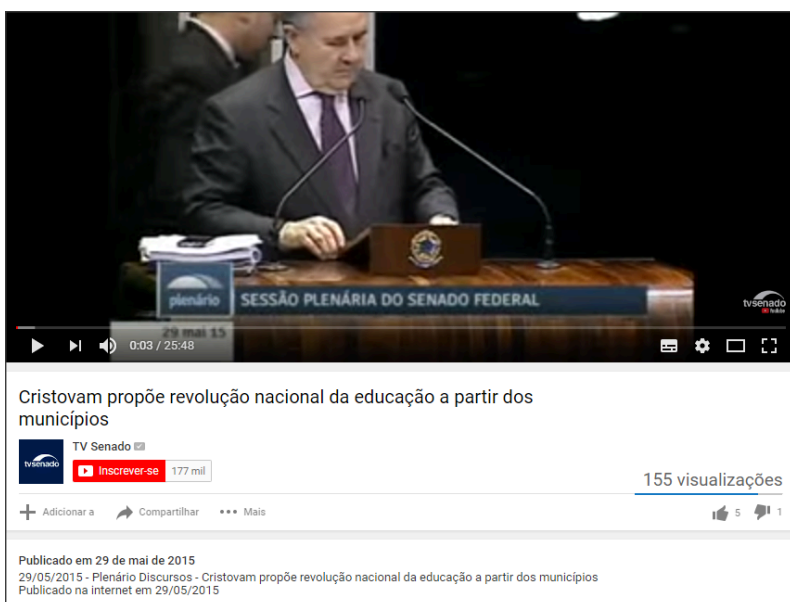 plenário
SESSÃO PLENÁRIA DO SENADO FEDERAL
tvsenado
29 mai 15
0:03 / 25:48
Cristovam propõe revolução nacional da educação a partir dos
municípios
tvsenado
TV Senado
Inscrever-se 177 mil
155 visualizações
Adicionar a Compartilhar Mais
5 1
Publicado em 29 de mai de 2015
29/05/2015 - Plenário Discursos - Cristovam propõe revolução nacional da educação a partir dos municípios
Publicado na internet em 29/05/2015